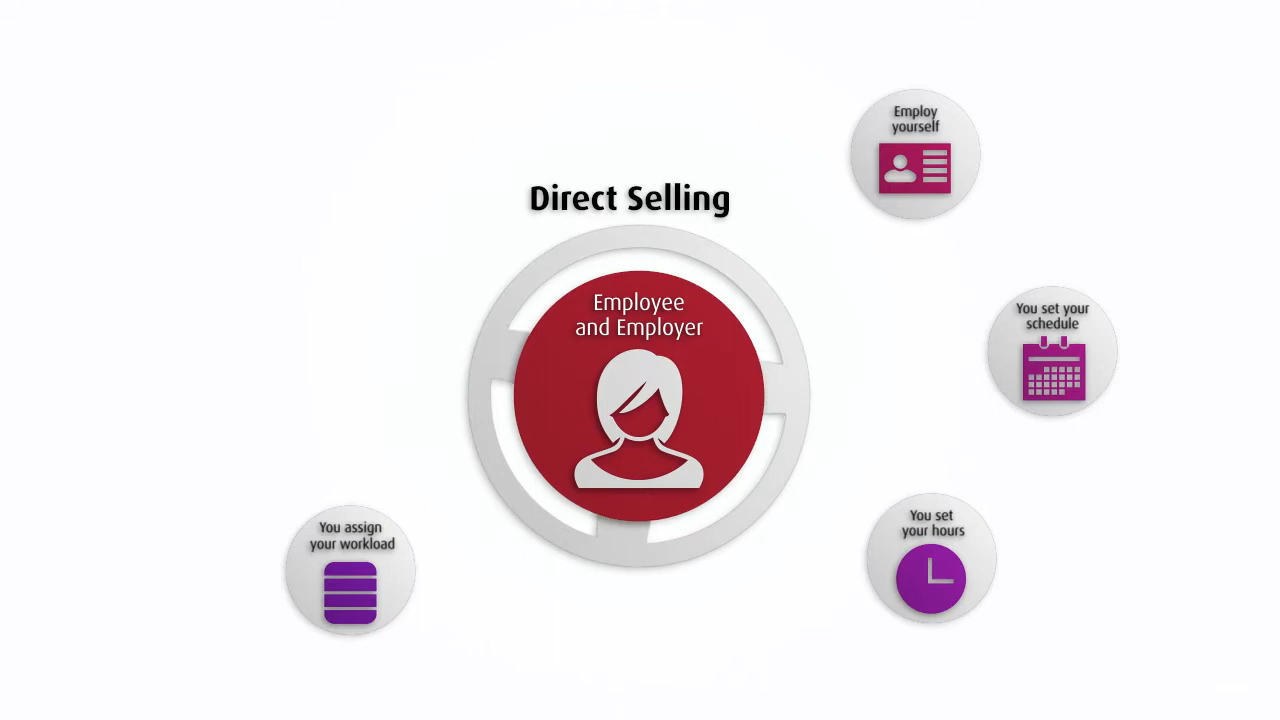 Direct Selling
Employee
and Employer
Employ
yourself
You set your
schedule
You set
your hours
You assign
your workload